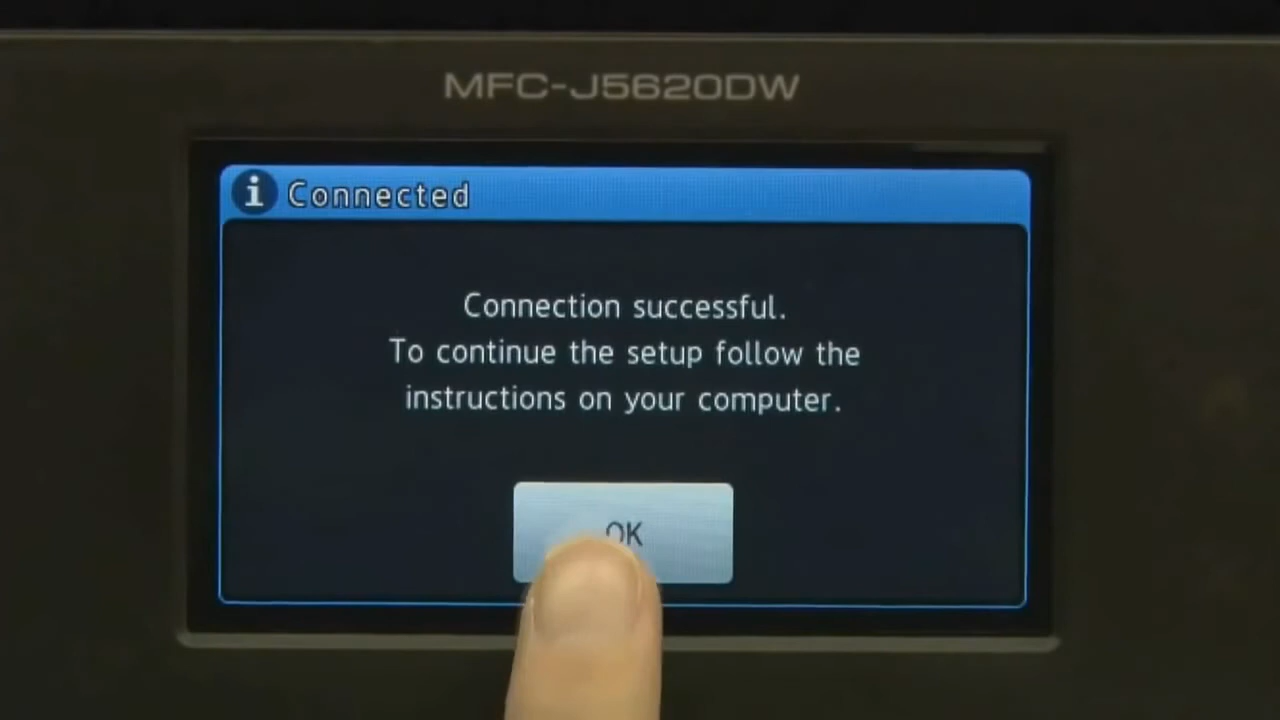 MFC-J5620DW
i Connected
Connection successful.
To continue the setup follow the
instructions on your computer.
OK